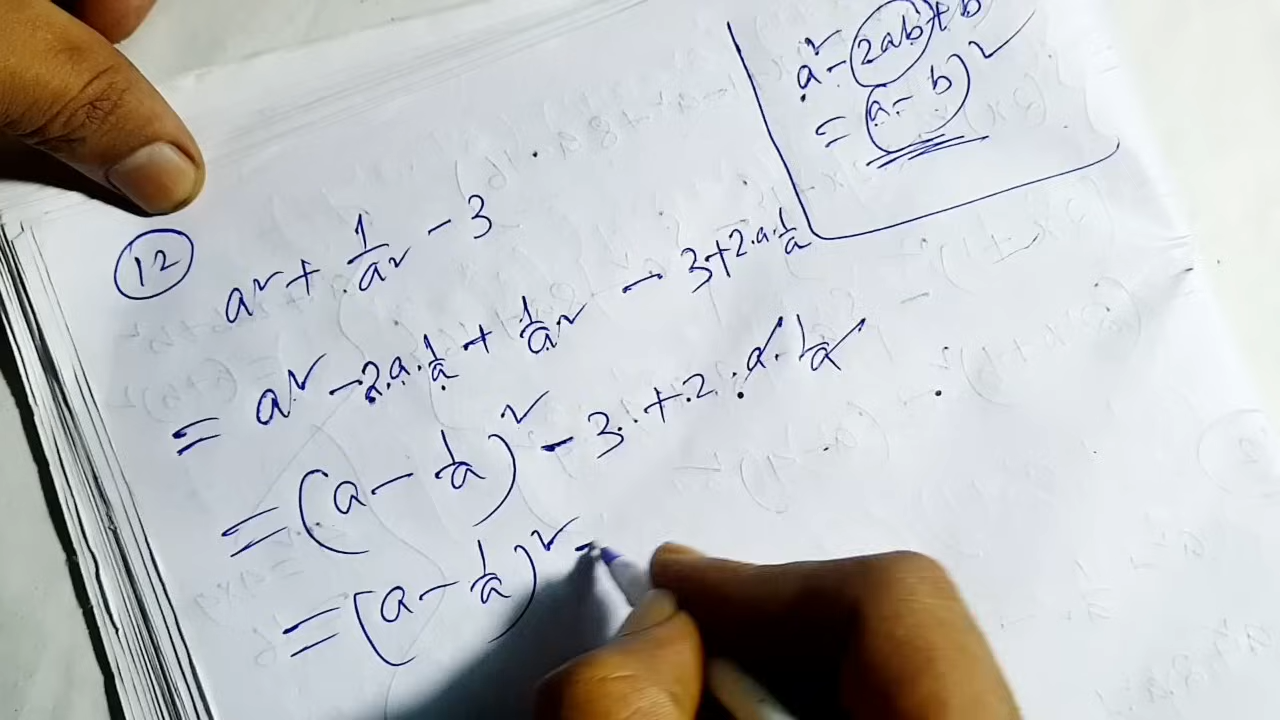 a² - 2ab + b
= (a - b)²
12
a² + 1/a² - 3
= a² - 2.a.1/a + 1/a² - 3 + 2.a.1/a
= (a - 1/a)² - 3 + 2.a.1/a
= (a - 1/a)² -